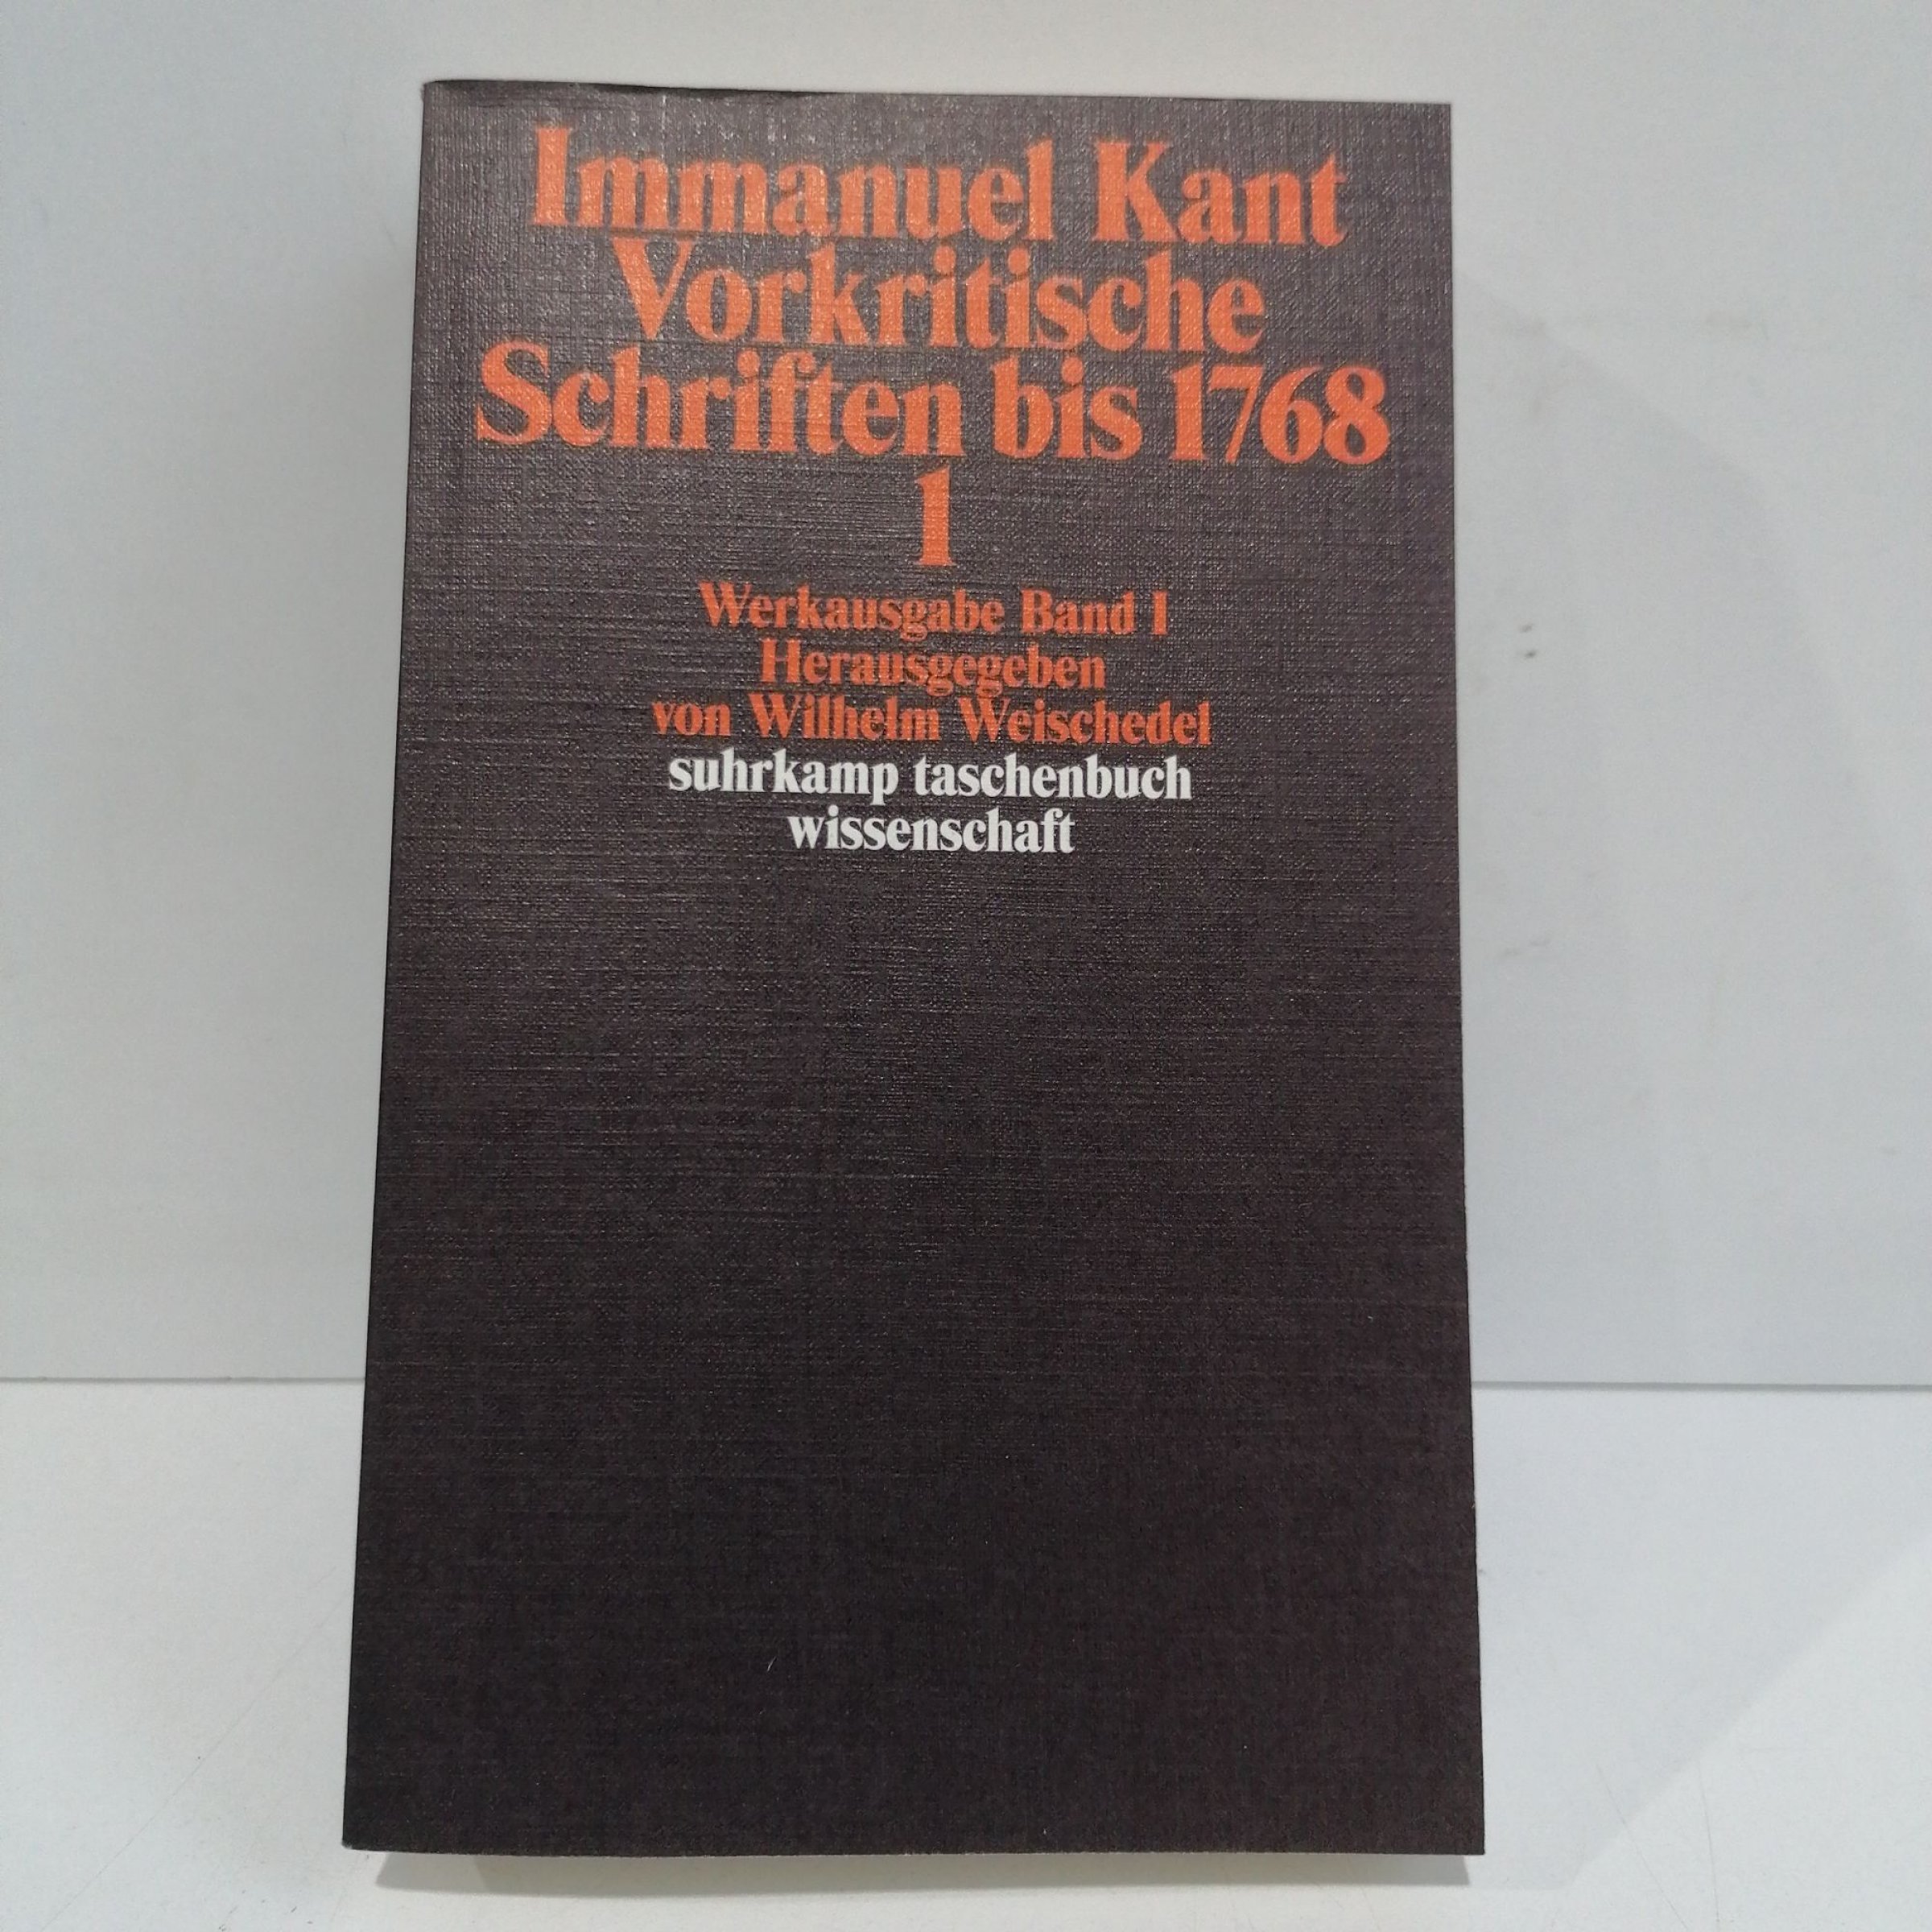 Immanuel Kant
Vorkritische
Schriften bis 1768
1
Werkausgabe Band I
Herausgegeben
von Wilhelm Weischedel
suhrkamp taschenbuch
wissenschaft